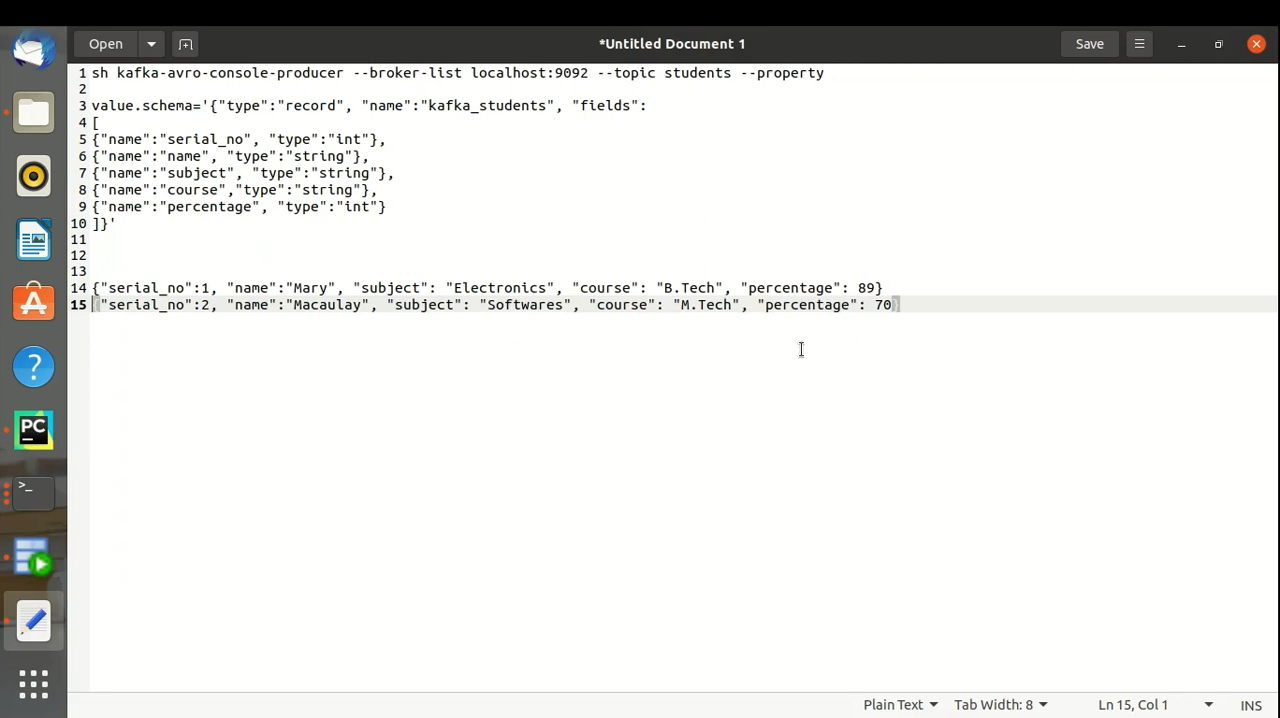 Open
*Untitled Document 1
Save
1 sh kafka-avro-console-producer --broker-list localhost:9092 --topic students --property
2
3 value.schema='{"type":"record", "name":"kafka_students", "fields":
4 [
5 {"name":"serial_no", "type":"int"},
6 {"name":"name", "type":"string"},
7 {"name":"subject", "type":"string"},
8 {"name":"course","type":"string"},
9 {"name":"percentage", "type":"int"}
10 ]}'
11
12
13
14 {"serial_no":1, "name":"Mary", "subject": "Electronics", "course": "B.Tech", "percentage": 89}
15 {"serial_no":2, "name":"Macaulay", "subject": "Softwares", "course": "M.Tech", "percentage": 70}
PC
>_
Plain Text
Tab Width: 8
Ln 15, Col 1
INS